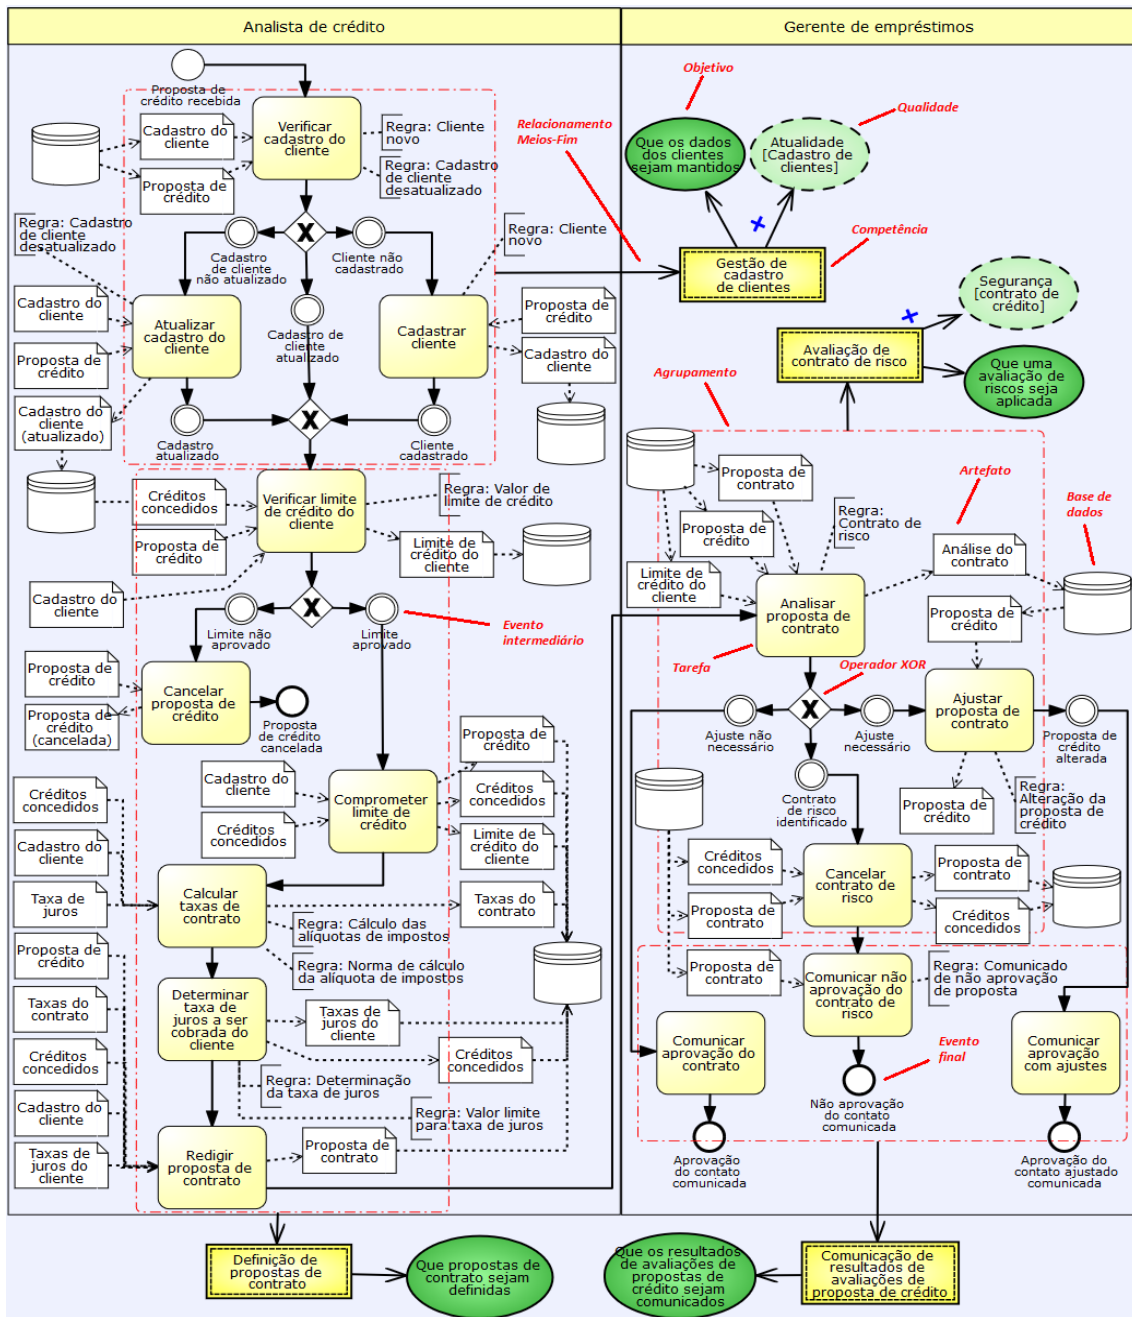 Analista de crédito
Gerente de empréstimos
Proposta de
crédito recebida
Verificar
cadastro do
cliente
Cadastro do
cliente
Proposta de
crédito
Regra: Cliente
novo
Regra: Cadastro
de cliente
desatualizado
Regra: Cadastro
de cliente
desatualizado
X
Cadastro
de cliente
não atualizado
Cliente não
cadastrado
Regra: Cliente
novo
Cadastro do
cliente
Proposta de
crédito
Atualizar
cadastro do
cliente
Cadastro de
cliente
atualizado
Cadastrar
cliente
Proposta de
crédito
Cadastro do
cliente
Cadastro do
cliente
(atualizado)
Cadastro
atualizado
X
Cliente
cadastrado
Créditos
concedidos
Proposta de
crédito
Cadastro do
cliente
Verificar limite
de crédito do
cliente
Regra: Valor de
limite de crédito
Limite de
crédito do
cliente
X
Limite não
aprovado
Limite
aprovado
Evento
intermediário
Proposta de
crédito
Proposta de
crédito
(cancelada)
Cancelar
proposta de
crédito
Proposta
de crédito
cancelada
Cadastro do
cliente
Créditos
concedidos
Comprometer
limite de
crédito
Proposta de
crédito
Créditos
concedidos
Limite de
crédito do
cliente
Créditos
concedidos
Cadastro do
cliente
Taxa de
juros
Proposta de
crédito
Taxas do
contrato
Créditos
concedidos
Cadastro do
cliente
Taxas de
juros do
cliente
Calcular
taxas de
contrato
Taxas do
contrato
Regra: Cálculo das
alíquotas de impostos
Regra: Norma de cálculo
da alíquota de impostos
Determinar
taxa de
juros a ser
cobrada do
cliente
Taxas de
juros do
cliente
Créditos
concedidos
Regra: Determinação
da taxa de juros
Regra: Valor limite
para taxa de juros
Redigir
proposta de
contrato
Proposta de
contrato
Definição de
propostas de
contrato
Que propostas de
contrato sejam
definidas
Objetivo
Qualidade
Relacionamento
Meios-Fim
Que os dados
dos clientes
sejam mantidos
Atualidade
[Cadastro de
clientes]
Competência
Gestão de
cadastro
de clientes
Segurança
[contrato de
crédito]
Avaliação de
contrato de risco
Que uma
avaliação de
riscos seja
aplicada
Agrupamento
Proposta de
contrato
Proposta de
crédito
Limite de
crédito do
cliente
Regra:
Contrato de
risco
Artefato
Base de
dados
Análise do
contrato
Analisar
proposta de
contrato
Proposta de
crédito
Tarefa
Operador XOR
X
Ajuste não
necessário
Ajuste
necessário
Ajustar
proposta de
contrato
Proposta de
crédito
alterada
Contrato
de risco
identificado
Proposta de
crédito
Regra:
Alteração da
proposta de
crédito
Créditos
concedidos
Proposta de
contrato
Cancelar
contrato de
risco
Proposta de
contrato
Créditos
concedidos
Proposta de
contrato
Comunicar não
aprovação do
contrato de
risco
Regra: Comunicado
de não aprovação
de proposta
Comunicar
aprovação do
contrato
Comunicar
aprovação
com ajustes
Evento
final
Não aprovação
do contato
comunicada
Aprovação
do contato
comunicada
Aprovação do
contato ajustado
comunicada
Que os resultados
de avaliações de
propostas de
crédito sejam
comunicados
Comunicação de
resultados de
avaliações de
proposta de crédito